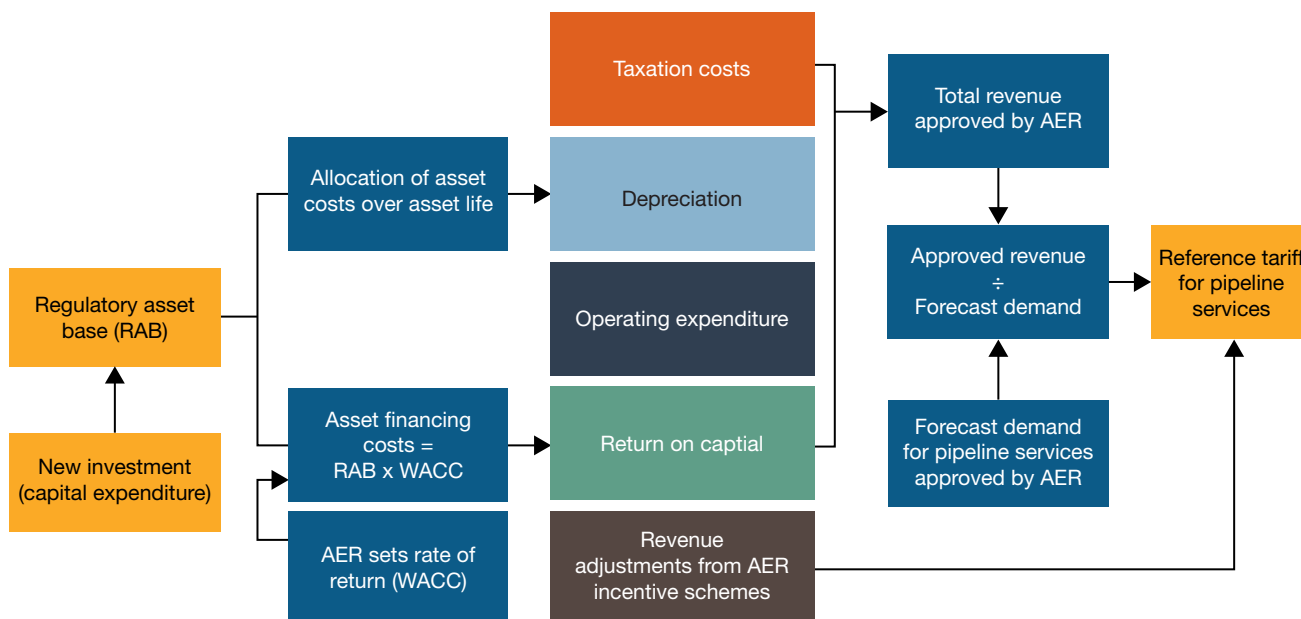 Taxation costs
Total revenue
approved by AER
Allocation of asset
costs over asset life
Depreciation
Approved revenue
÷
Forecast demand
Reference tariff
for pipeline
services
Regulatory asset
base (RAB)
Operating expenditure
Asset financing
costs =
RAB x WACC
Return on captial
Forecast demand
for pipeline services
approved by AER
New investment
(capital expenditure)
AER sets rate of
return (WACC)
Revenue
adjustments from AER
incentive schemes